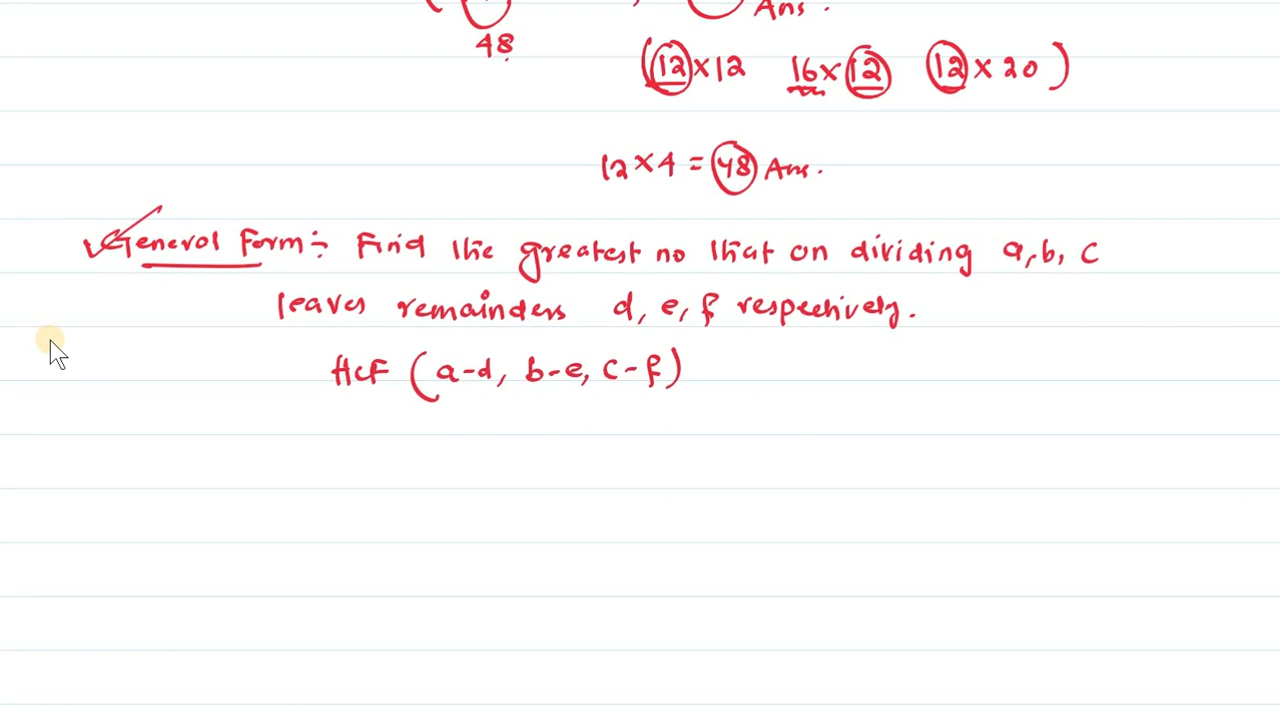 Ans.
48
(12×12 16×12 12×20)
12×4 = 48 Ans.
General Form:- Find the greatest no that on dividing a, b, c
leaves remainders d, e, f respectively.
HCF (a-d, b-e, c-f)